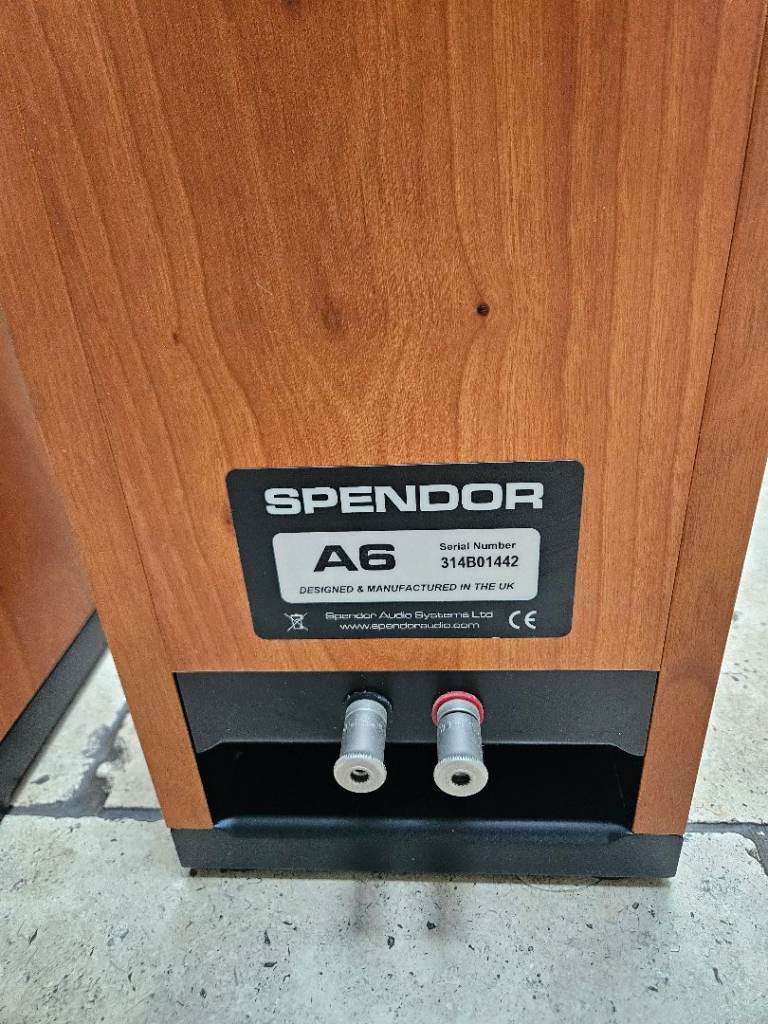 SPENDOR
A6
Serial Number
314B01442
DESIGNED & MANUFACTURED IN THE UK
Spendor Audio Systems Ltd
www.spendoraudio.com
CE